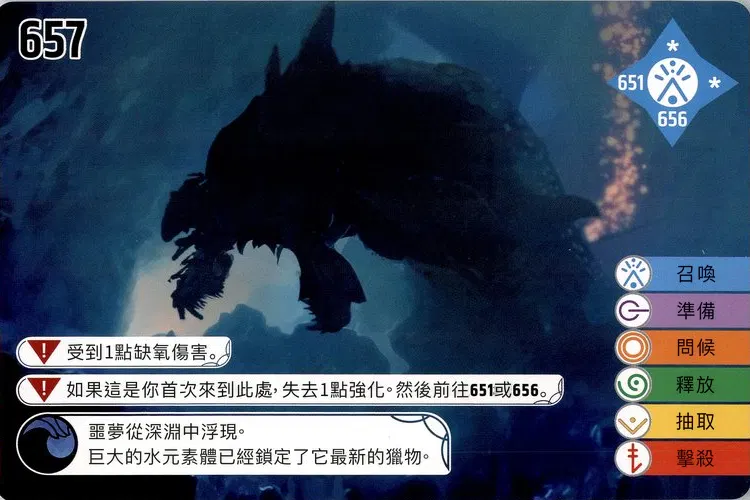 657
*
651 *
656
召喚
準備
問候
釋放
抽取
擊殺
受到1點缺氧傷害。
如果這是你首次來到此處，失去1點強化。然後前往651或656。
噩夢從深淵中浮現。
巨大的水元素體已經鎖定了它最新的獵物。